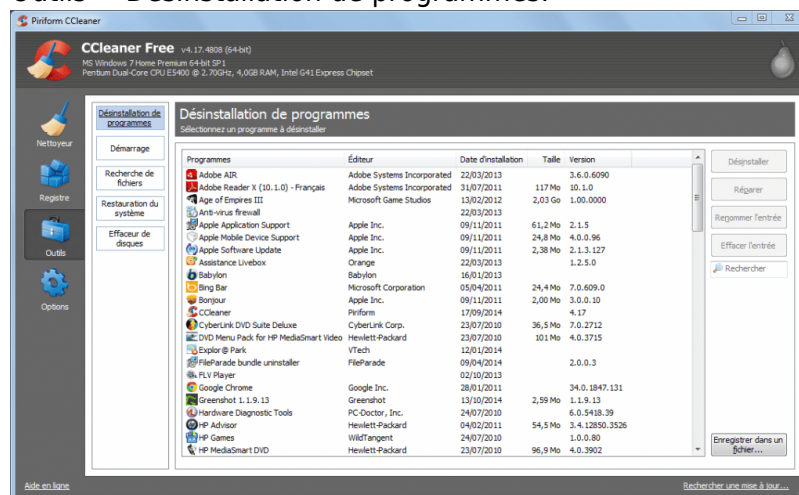 Outils – Désinstallation de programmes.
Piriform CCleaner
CCleaner Free v4.17.4808 (64-bit)
MS Windows 7 Home Premium 64-bit SP1
Pentium Dual-Core CPU E5400 @ 2.70GHz, 4,0GB RAM, Intel G41 Express Chipset
Nettoyeur
Registre
Outils
Options
Désinstallation de programmes
Démarrage
Recherche de fichiers
Restauration du système
Effaceur de disques
Désinstallation de programmes
Sélectionnez un programme à désinstaller
Programmes Éditeur Date d'installation Taille Version
Adobe AIR Adobe Systems Incorporated 22/03/2013 3.6.0.6090
Adobe Reader X (10.1.0) - Français Adobe Systems Incorporated 31/07/2011 117 Mo 10.1.0
Age of Empires III Microsoft Game Studios 13/02/2012 2,03 Go 1.00.0000
Anti-virus firewall 22/03/2013
Apple Application Support Apple Inc. 09/11/2011 61,2 Mo 2.1.5
Apple Mobile Device Support Apple Inc. 09/11/2011 24,8 Mo 4.0.0.96
Apple Software Update Apple Inc. 09/11/2011 2,38 Mo 2.1.3.127
Assistance Livebox Orange 22/03/2013 1.2.5.0
Babylon Babylon 16/01/2013
Bing Bar Microsoft Corporation 05/04/2011 24,4 Mo 7.0.609.0
Bonjour Apple Inc. 09/11/2011 2,00 Mo 3.0.0.10
CCleaner Piriform 17/09/2014 4.17
CyberLink DVD Suite Deluxe CyberLink Corp. 23/07/2010 36,5 Mo 7.0.2712
DVD Menu Pack for HP MediaSmart Video Hewlett-Packard 23/07/2010 101 Mo 4.0.3715
Explor@ Park VTech 12/01/2014
FileParade bundle uninstaller FileParade 09/04/2014 2.0.0.3
FLV Player 02/10/2013
Google Chrome Google Inc. 28/01/2011 34.0.1847.131
Greenshot 1.1.9.13 Greenshot 13/10/2014 2,59 Mo 1.1.9.13
Hardware Diagnostic Tools PC-Doctor, Inc. 24/07/2010 6.0.5418.39
HP Advisor Hewlett-Packard 04/02/2011 54,5 Mo 3.4.12850.3526
HP Games WildTangent 24/07/2010 1.0.0.80
HP MediaSmart DVD Hewlett-Packard 23/07/2010 96,9 Mo 4.0.3902
Désinstaller
Réparer
Renommer l'entrée
Effacer l'entrée
Rechercher
Enregistrer dans un fichier...
Aide en ligne
Rechercher une mise à jour...